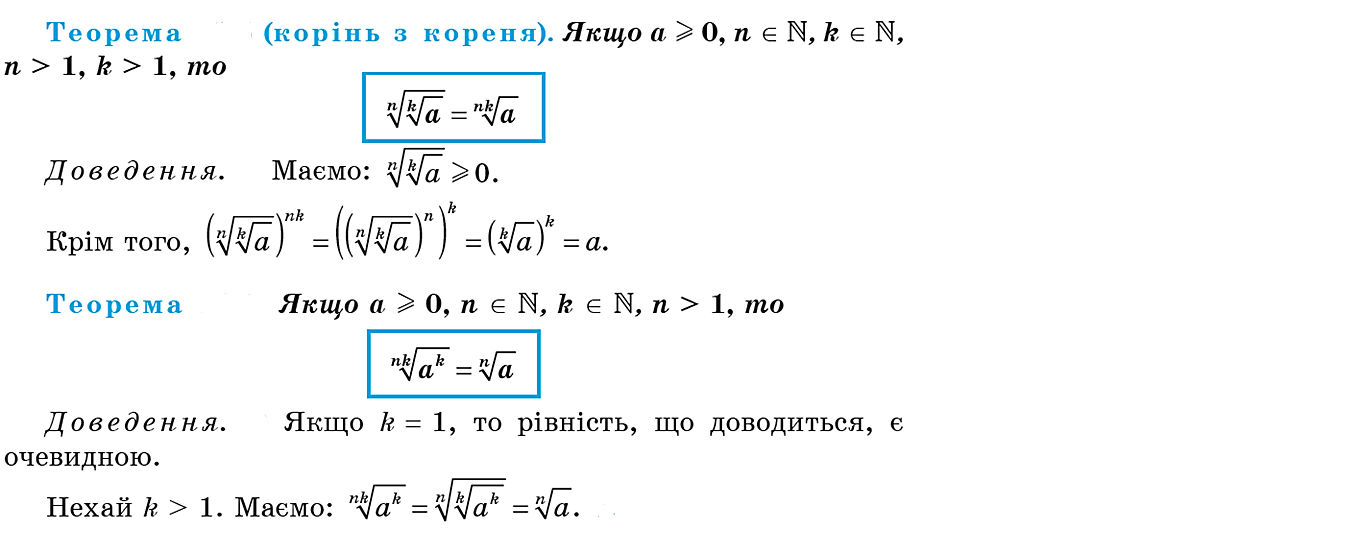 Теорема (корінь з кореня). Якщо a ⩾ 0, n ∈ ℕ, k ∈ ℕ,
n > 1, k > 1, то
ⁿ√(ᵏ√a) = ⁿᵏ√a
Доведення. Маємо: ⁿ√(ᵏ√a) ⩾ 0.
Крім того, (ⁿ√(ᵏ√a))ⁿᵏ = ((ⁿ√(ᵏ√a))ⁿ)ᵏ = (ᵏ√a)ᵏ = a.
Теорема Якщо a ⩾ 0, n ∈ ℕ, k ∈ ℕ, n > 1, то
ⁿᵏ√(aᵏ) = ⁿ√a
Доведення. Якщо k = 1, то рівність, що доводиться, є
очевидною.
Нехай k > 1. Маємо: ⁿᵏ√(aᵏ) = ⁿ√(ᵏ√(aᵏ)) = ⁿ√a.